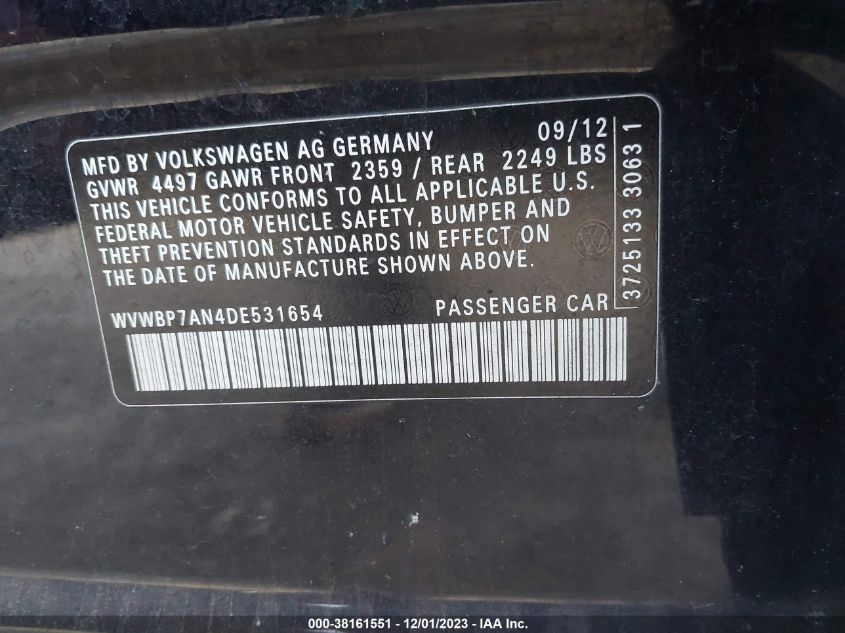 MFD BY VOLKSWAGEN AG GERMANY 09/12
GVWR 4497 GAWR FRONT 2359 / REAR 2249 LBS
THIS VEHICLE CONFORMS TO ALL APPLICABLE U.S.
FEDERAL MOTOR VEHICLE SAFETY, BUMPER AND
THEFT PREVENTION STANDARDS IN EFFECT ON
THE DATE OF MANUFACTURE SHOWN ABOVE.
WVWBP7AN4DE531654 PASSENGER CAR
3725133 3063 1
000-38161551 - 12/01/2023 - IAA Inc.